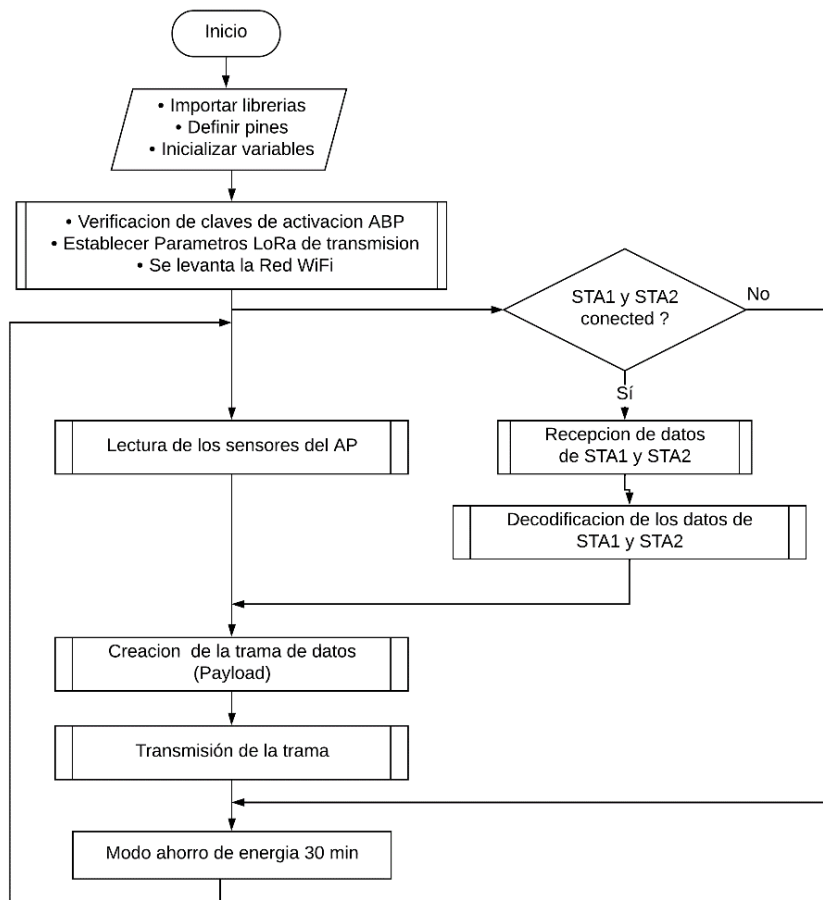 Inicio
• Importar librerias
• Definir pines
• Inicializar variables
• Verificacion de claves de activacion ABP
• Establecer Parametros LoRa de transmision
• Se levanta la Red WiFi
STA1 y STA2
conected ?
No
Sí
Lectura de los sensores del AP
Recepcion de datos
de STA1 y STA2
Decodificacion de los datos de
STA1 y STA2
Creacion de la trama de datos
(Payload)
Transmisión de la trama
Modo ahorro de energia 30 min